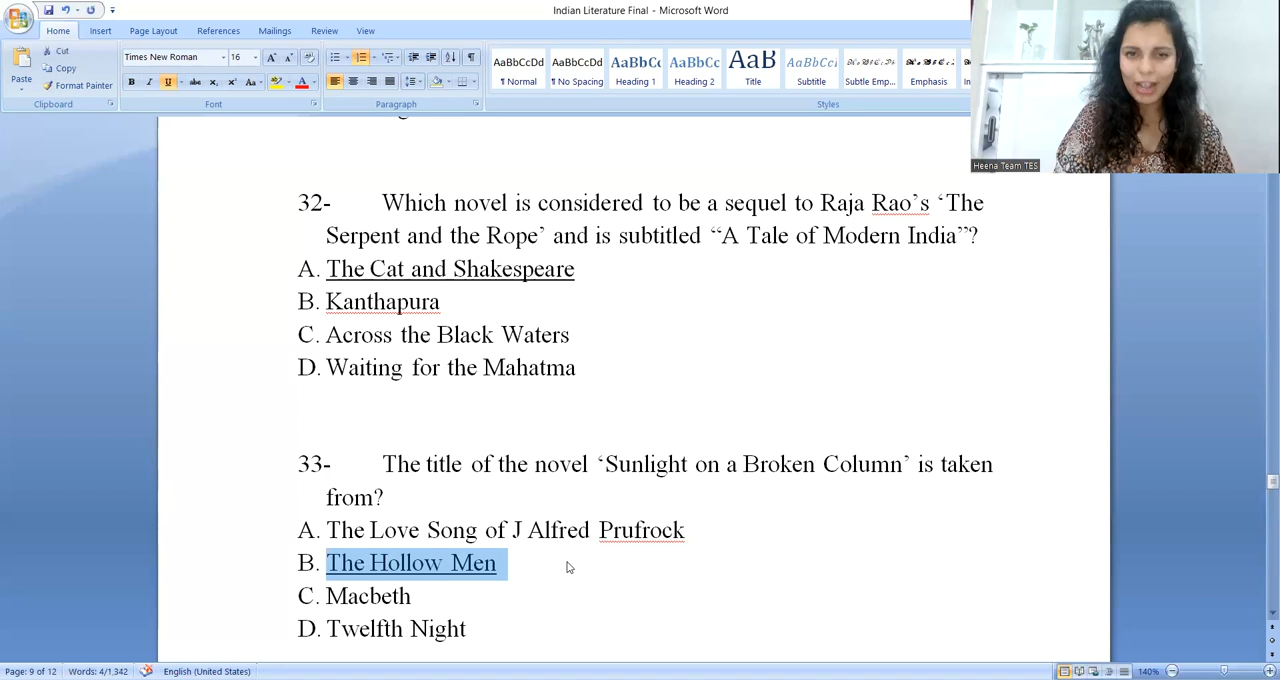 Indian Literature Final - Microsoft Word
Home Insert Page Layout References Mailings Review View
Cut
Copy
Format Painter
Paste
Times New Roman 16
AaBbCcDd AaBbCcDd AaBbCc AaBbCc AaB AaBbCcI
¶ Normal ¶ No Spacing Heading 1 Heading 2 Title Subtitle Subtle Emp... Emphasis
Clipboard Font Paragraph Styles
Heena Team TES
32- Which novel is considered to be a sequel to Raja Rao’s ‘The
Serpent and the Rope’ and is subtitled “A Tale of Modern India”?
A. The Cat and Shakespeare
B. Kanthapura
C. Across the Black Waters
D. Waiting for the Mahatma
33- The title of the novel ‘Sunlight on a Broken Column’ is taken
from?
A. The Love Song of J Alfred Prufrock
B. The Hollow Men
C. Macbeth
D. Twelfth Night
Page: 9 of 12 Words: 4/1,342 English (United States) 140%